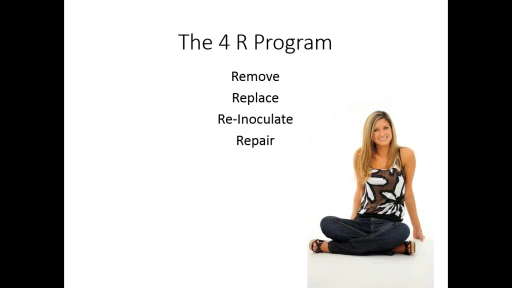 The 4 R Program
Remove
Replace
Re-Inoculate
Repair